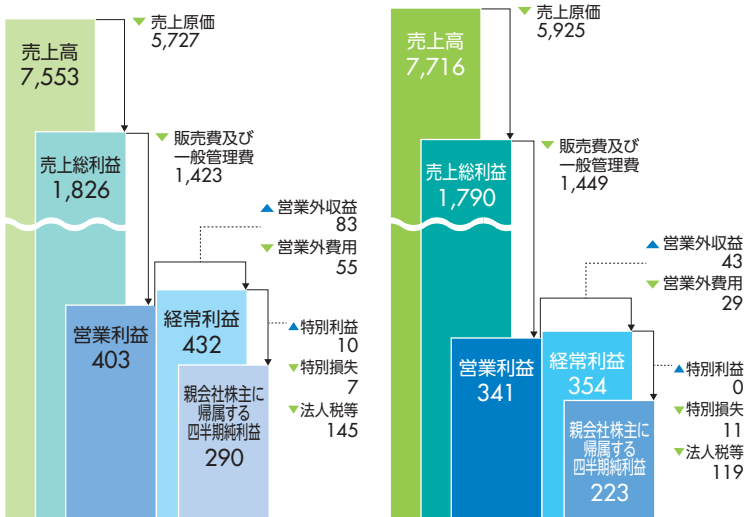 売上高
7,553
▼ 売上原価
5,727
売上総利益
1,826
▼ 販売費及び
一般管理費
1,423
▲ 営業外収益
83
▼ 営業外費用
55
営業利益
403
経常利益
432
▲ 特別利益
10
▼ 特別損失
7
▼ 法人税等
145
親会社株主に
帰属する
四半期純利益
290
売上高
7,716
▼ 売上原価
5,925
売上総利益
1,790
▼ 販売費及び
一般管理費
1,449
▲ 営業外収益
43
▼ 営業外費用
29
営業利益
341
経常利益
354
▲ 特別利益
0
▼ 特別損失
11
▼ 法人税等
119
親会社株主に
帰属する
四半期純利益
223